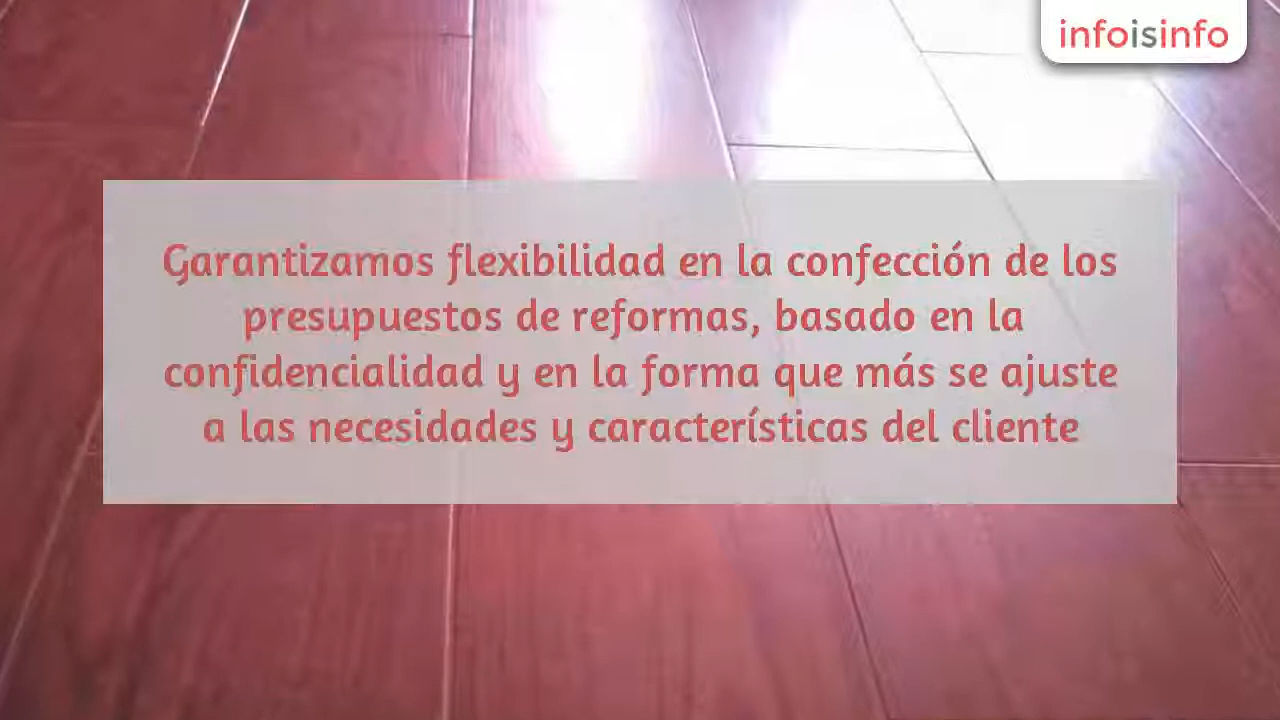 infoisinfo
Garantizamos flexibilidad en la confección de los
presupuestos de reformas, basado en la
confidencialidad y en la forma que más se ajuste
a las necesidades y características del cliente